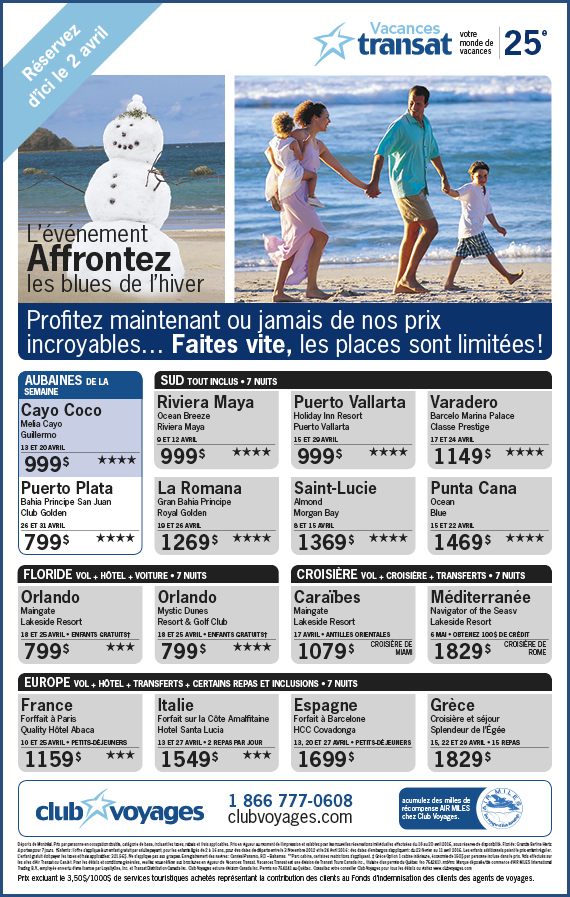 Réservez
d'ici le 2 avril
Vacances
transat
votre
monde de
vacances
25e
L'événement
Affrontez
les blues de l'hiver
Profitez maintenant ou jamais de nos prix
incroyables... Faites vite, les places sont limitées!
AUBAINES DE LA
SEMAINE
Cayo Coco
Melia Cayo
Guillermo
13 ET 20 AVRIL
999$ ★★★★
Puerto Plata
Bahia Principe San Juan
Club Golden
26 ET 31 AVRIL
799$ ★★★★
SUD TOUT INCLUS • 7 NUITS
Riviera Maya
Ocean Breeze
Riviera Maya
9 ET 12 AVRIL
999$ ★★★★
Puerto Vallarta
Holiday Inn Resort
Puerto Vallarta
15 ET 29 AVRIL
999$ ★★★★
Varadero
Barcelo Marina Palace
Classe Prestige
17 ET 24 AVRIL
1149$ ★★★★
La Romana
Gran Bahia Principe
Royal Golden
19 ET 26 AVRIL
1269$ ★★★★
Saint-Lucie
Almond
Morgan Bay
8 ET 15 AVRIL
1369$ ★★★★
Punta Cana
Ocean
Blue
15 ET 22 AVRIL
1469$ ★★★★
FLORIDE VOL + HÔTEL + VOITURE • 7 NUITS
Orlando
Maingate
Lakeside Resort
18 ET 25 AVRIL • ENFANTS GRATUITS†
799$ ★★★
Orlando
Mystic Dunes
Resort & Golf Club
18 ET 25 AVRIL • ENFANTS GRATUITS†
799$ ★★★★
CROISIÈRE VOL + CROISIÈRE + TRANSFERTS • 7 NUITS
Caraïbes
Maingate
Lakeside Resort
17 AVRIL • ANTILLES ORIENTALES
1079$ CROISIÈRE DE
MIAMI
Méditerranée
Navigator of the Seasv
6 MAI • OBTENEZ 100$ DE CRÉDIT
1829$ CROISIÈRE DE
ROME
EUROPE VOL + HÔTEL + TRANSFERTS + CERTAINS REPAS ET INCLUSIONS • 7 NUITS
France
Forffait à Paris
Quality Hôtel Abaca
10 ET 25 AVRIL • PETITS-DÉJEUNERS
1159$ ★★★
Italie
Forfait sur la Côte Amalfitaine
Hotel Santa Lucia
13 ET 27 AVRIL • 2 REPAS PAR JOUR
1549$ ★★★
Espagne
Forfait à Barcelone
HCC Covadonga
13, 20 ET 27 AVRIL • PETITS-DÉJEUNERS
1699$
Grèce
Croisière et séjour
Splendeur de l'Égée
15, 22 ET 29 AVRIL • 15 REPAS
1829$
club voyages
1 866 777-0608
clubvoyages.com
acumulez des milles de
récompense AIR MILES
chez Club Voyages.
AIR MILES
Prix excluant le 3,50$/1000$ de services touristiques achetés représentant la contribution des clients au Fonds d'indemnisation des clients des agents de voyages.